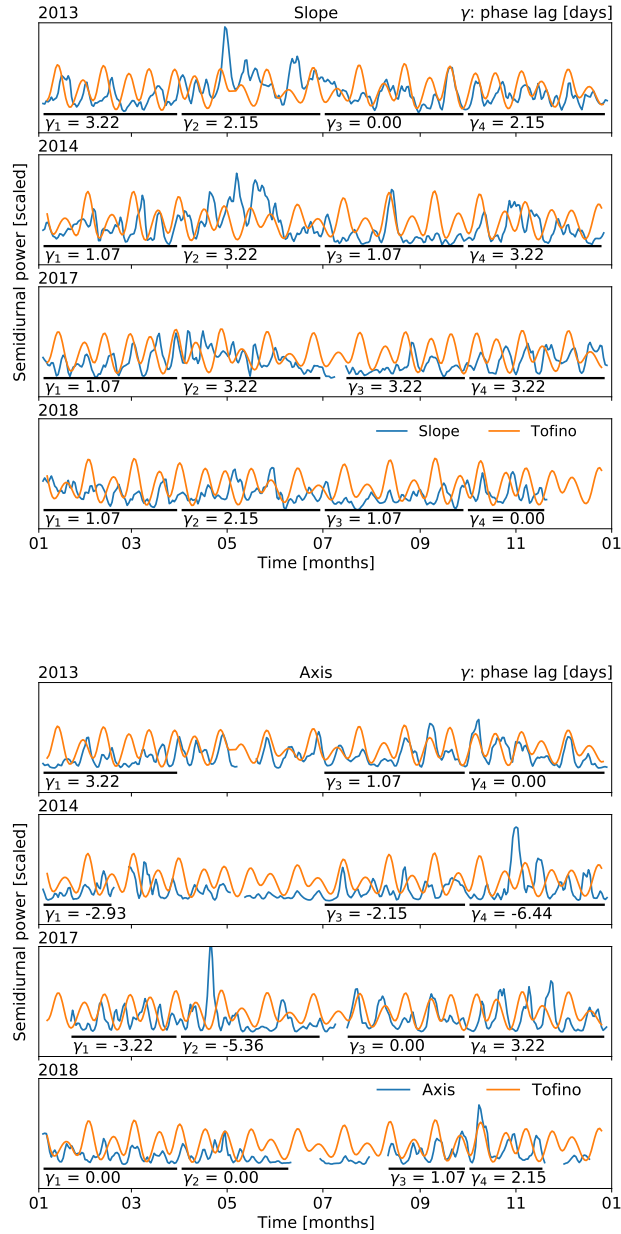 2013 Slope γ: phase lag [days]
γ1 = 3.22 γ2 = 2.15 γ3 = 0.00 γ4 = 2.15
2014
γ1 = 1.07 γ2 = 3.22 γ3 = 1.07 γ4 = 3.22
Semidiurnal power [scaled]
2017
γ1 = 1.07 γ2 = 3.22 γ3 = 3.22 γ4 = 3.22
2018
Slope Tofino
γ1 = 1.07 γ2 = 2.15 γ3 = 1.07 γ4 = 0.00
01 03 05 07 09 11 01
Time [months]
2013 Axis γ: phase lag [days]
γ1 = 3.22 γ3 = 1.07 γ4 = 0.00
2014
γ1 = -2.93 γ3 = -2.15 γ4 = -6.44
Semidiurnal power [scaled]
2017
γ1 = -3.22 γ2 = -5.36 γ3 = 0.00 γ4 = 3.22
2018
Axis Tofino
γ1 = 0.00 γ2 = 0.00 γ3 = 1.07 γ4 = 2.15
01 03 05 07 09 11 01
Time [months]